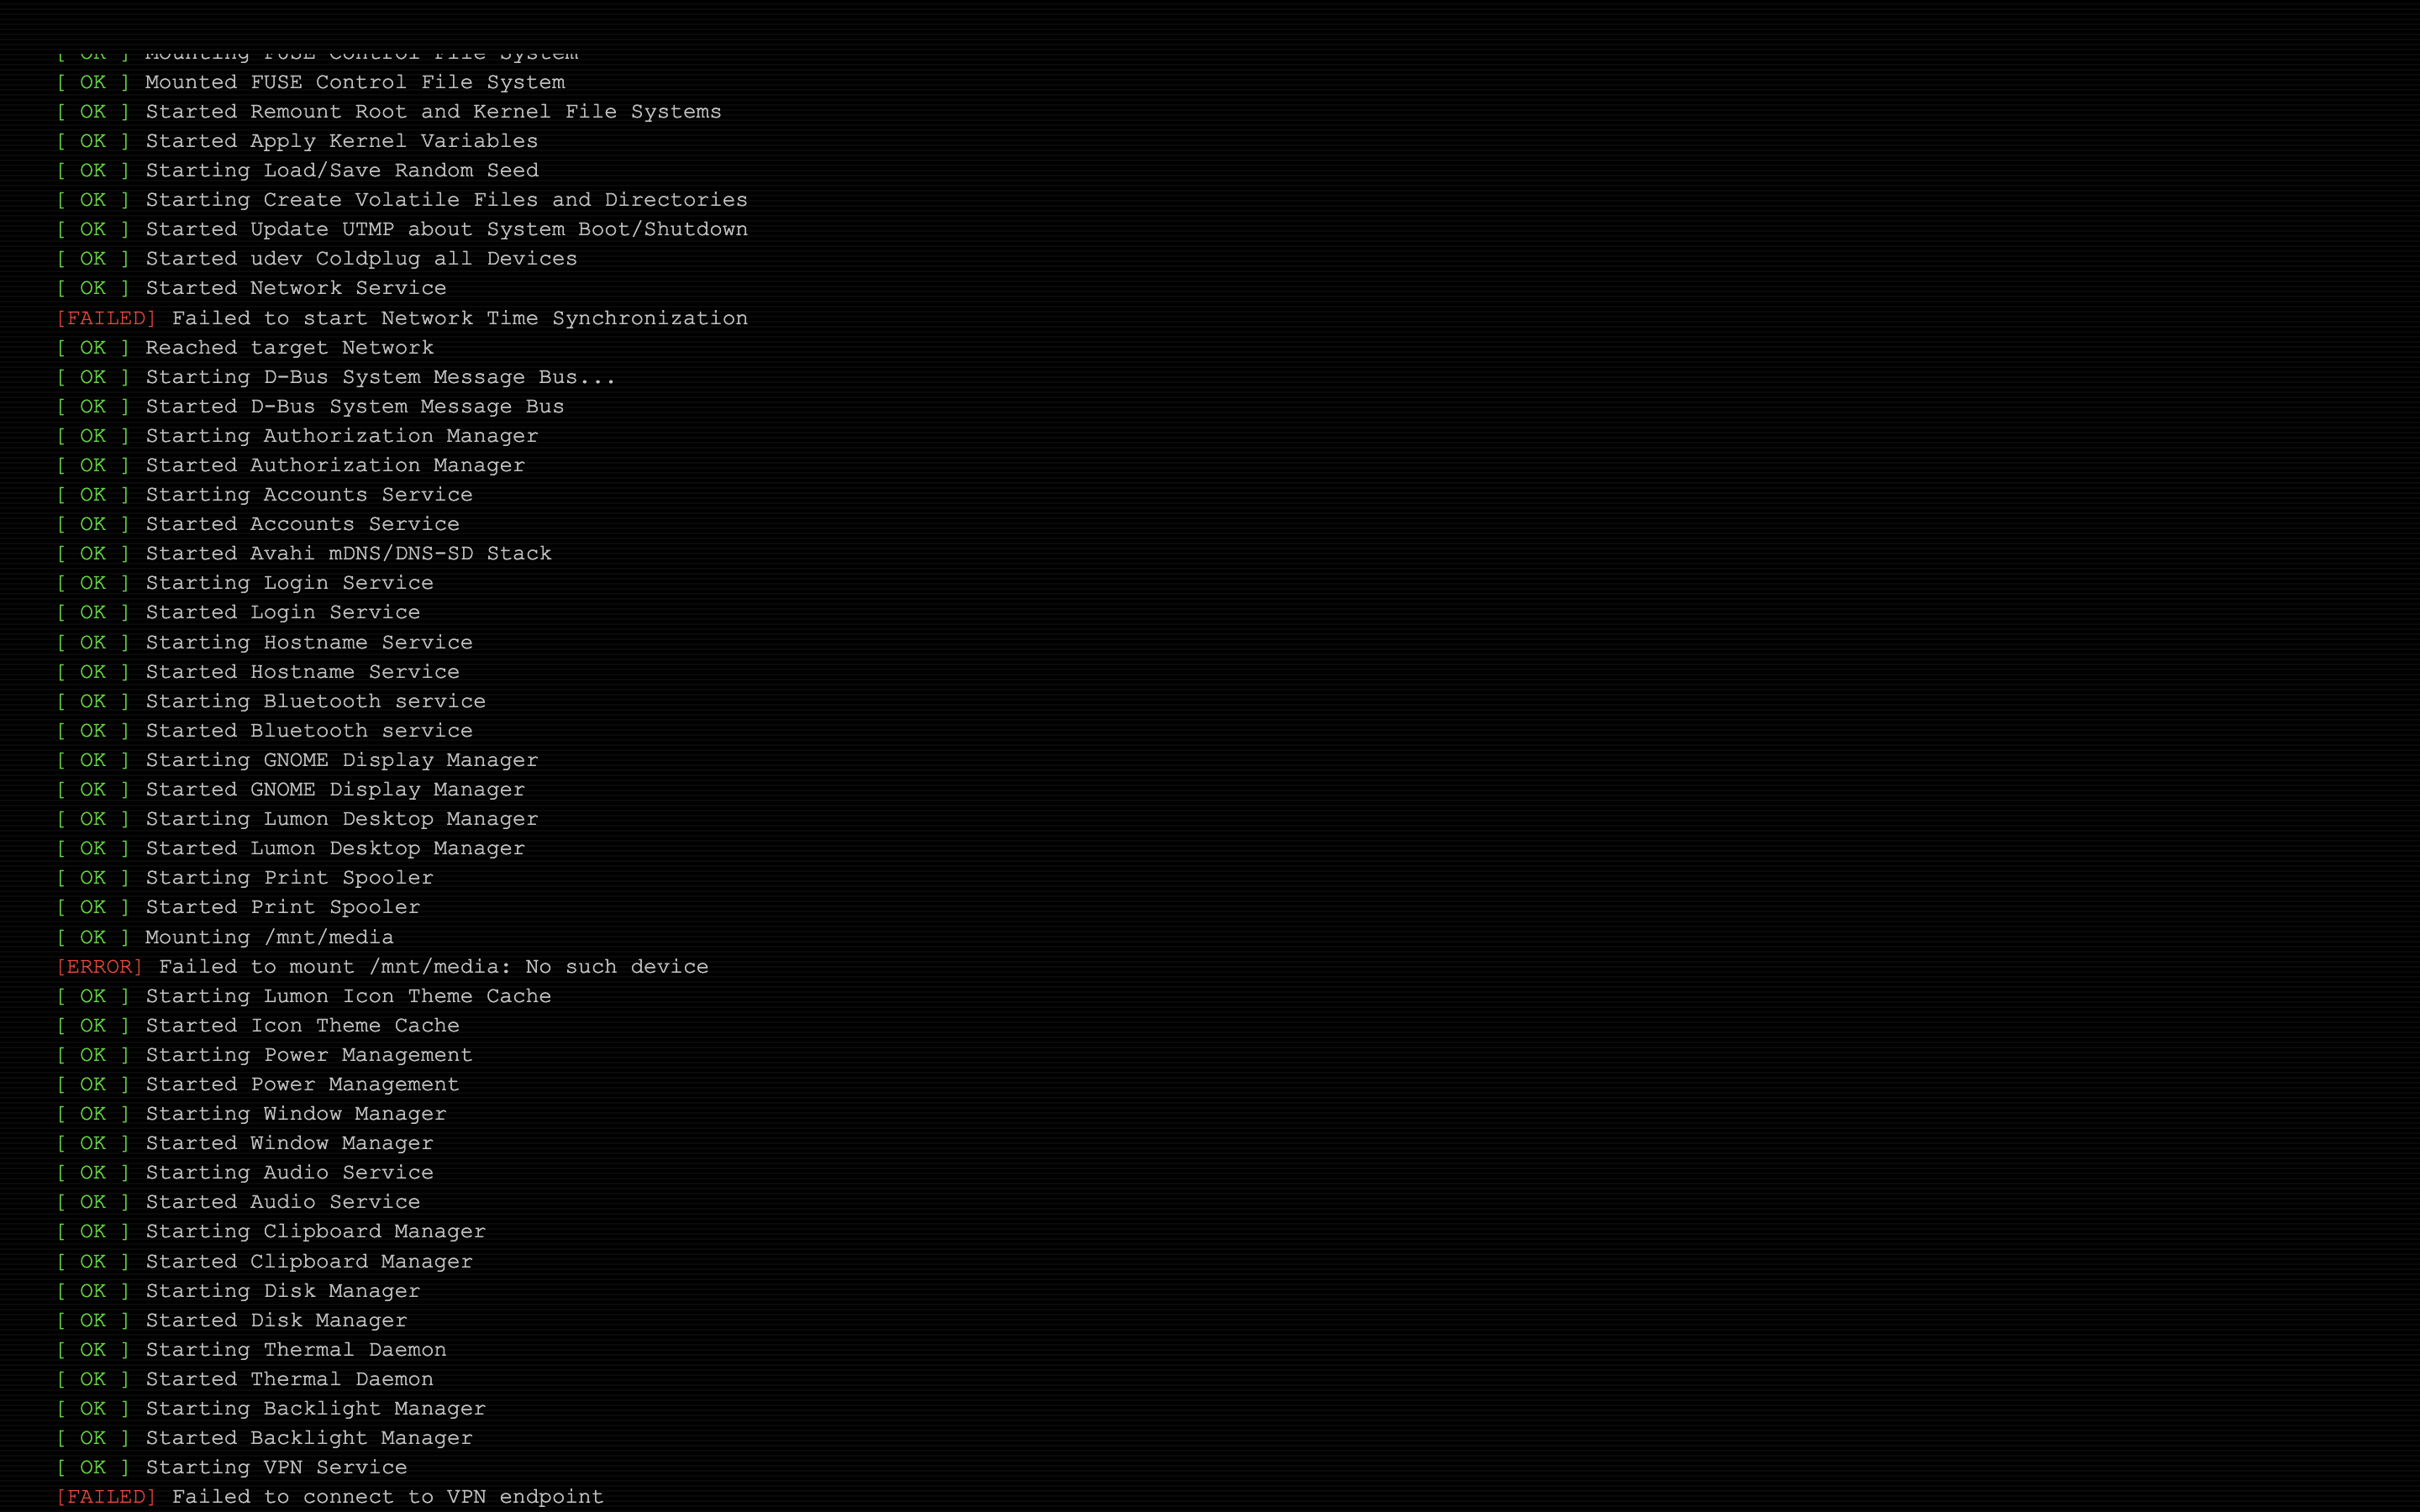 [ OK ] Mounting FUSE Control File System
[ OK ] Mounted FUSE Control File System
[ OK ] Started Remount Root and Kernel File Systems
[ OK ] Started Apply Kernel Variables
[ OK ] Starting Load/Save Random Seed
[ OK ] Starting Create Volatile Files and Directories
[ OK ] Started Update UTMP about System Boot/Shutdown
[ OK ] Started udev Coldplug all Devices
[ OK ] Started Network Service
[FAILED] Failed to start Network Time Synchronization
[ OK ] Reached target Network
[ OK ] Starting D-Bus System Message Bus...
[ OK ] Started D-Bus System Message Bus
[ OK ] Starting Authorization Manager
[ OK ] Started Authorization Manager
[ OK ] Starting Accounts Service
[ OK ] Started Accounts Service
[ OK ] Started Avahi mDNS/DNS-SD Stack
[ OK ] Starting Login Service
[ OK ] Started Login Service
[ OK ] Starting Hostname Service
[ OK ] Started Hostname Service
[ OK ] Starting Bluetooth service
[ OK ] Started Bluetooth service
[ OK ] Starting GNOME Display Manager
[ OK ] Started GNOME Display Manager
[ OK ] Starting Lumon Desktop Manager
[ OK ] Started Lumon Desktop Manager
[ OK ] Starting Print Spooler
[ OK ] Started Print Spooler
[ OK ] Mounting /mnt/media
[ERROR] Failed to mount /mnt/media: No such device
[ OK ] Starting Lumon Icon Theme Cache
[ OK ] Started Icon Theme Cache
[ OK ] Starting Power Management
[ OK ] Started Power Management
[ OK ] Starting Window Manager
[ OK ] Started Window Manager
[ OK ] Starting Audio Service
[ OK ] Started Audio Service
[ OK ] Starting Clipboard Manager
[ OK ] Started Clipboard Manager
[ OK ] Starting Disk Manager
[ OK ] Started Disk Manager
[ OK ] Starting Thermal Daemon
[ OK ] Started Thermal Daemon
[ OK ] Starting Backlight Manager
[ OK ] Started Backlight Manager
[ OK ] Starting VPN Service
[FAILED] Failed to connect to VPN endpoint